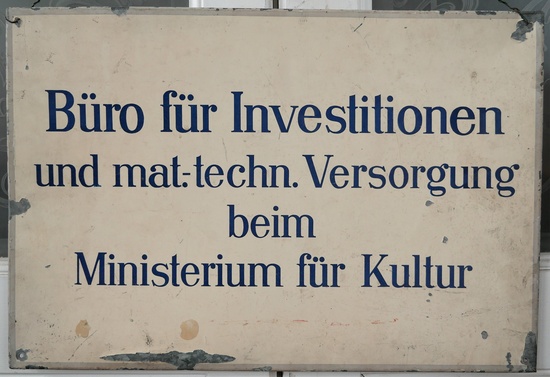 Büro für Investitionen
und mat.-techn. Versorgung
beim
Ministerium für Kultur